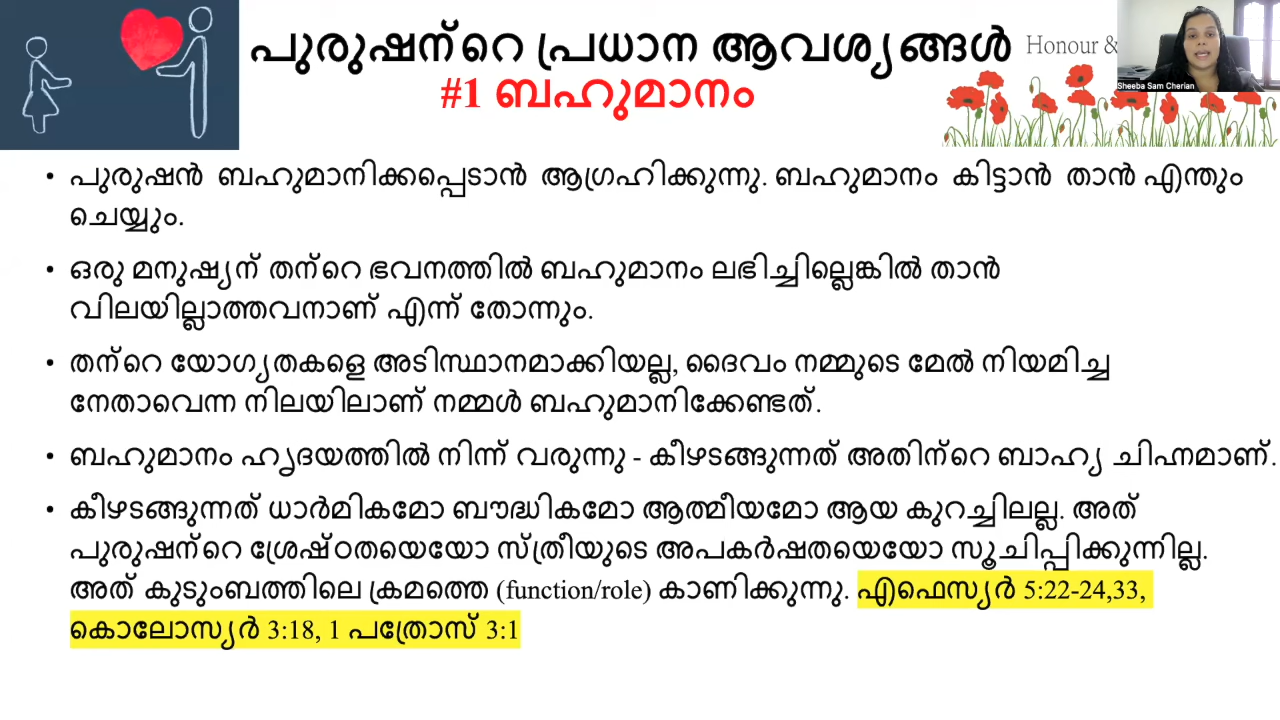 പുരുഷന്റെ പ്രധാന ആവശ്യങ്ങൾ
Honour &
#1 ബഹുമാനം
Sheeba Sam Cherian
• പുരുഷൻ ബഹുമാനിക്കപ്പെടാൻ ആഗ്രഹിക്കുന്നു. ബഹുമാനം കിട്ടാൻ താൻ എന്തും
ചെയ്യും.
• ഒരു മനുഷ്യന് തന്റെ ഭവനത്തിൽ ബഹുമാനം ലഭിച്ചില്ലെങ്കിൽ താൻ
വിലയില്ലാത്തവനാണ് എന്ന് തോന്നും.
• തന്റെ യോഗ്യതകളെ അടിസ്ഥാനമാക്കിയല്ല, ദൈവം നമ്മുടെ മേൽ നിയമിച്ച
നേതാവെന്ന നിലയിലാണ് നമ്മൾ ബഹുമാനിക്കേണ്ടത്.
• ബഹുമാനം ഹൃദയത്തിൽ നിന്ന് വരുന്നു - കീഴടങ്ങുന്നത് അതിന്റെ ബാഹ്യ ചിഹ്നമാണ്.
• കീഴടങ്ങുന്നത് ധാർമികമോ ബൗദ്ധികമോ ആത്മീയമോ ആയ കുറച്ചിലല്ല. അത്
പുരുഷന്റെ ശ്രേഷ്ഠതയെയോ സ്ത്രീയുടെ അപകർഷതയെയോ സൂചിപ്പിക്കുന്നില്ല.
അത് കുടുംബത്തിലെ ക്രമത്തെ (function/role) കാണിക്കുന്നു. എഫെസ്യർ 5:22-24,33,
കൊലോസ്യർ 3:18, 1 പത്രോസ് 3:1